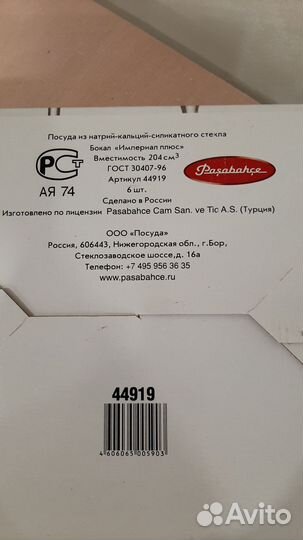 Посуда из натрий-кальций-силикатного стекла
Бокал «Империал плюс"
Вместимость 204 см³
ГОСТ 30407-96
Артикул 44919
6 шт.
Сделано в России
РСТ
АЯ 74
Paşabahçe
Изготовлено по лицензии Pasabahce Cam San. ve Tic A.S. (Турция)
ООО «Посуда"
Россия, 606443, Нижегородская обл., г.Бор,
Стеклозаводское шоссе,д. 16а
Телефон: +7 495 956 36 35
www.pasabahce.ru
44919
4 606065 005903
Avito